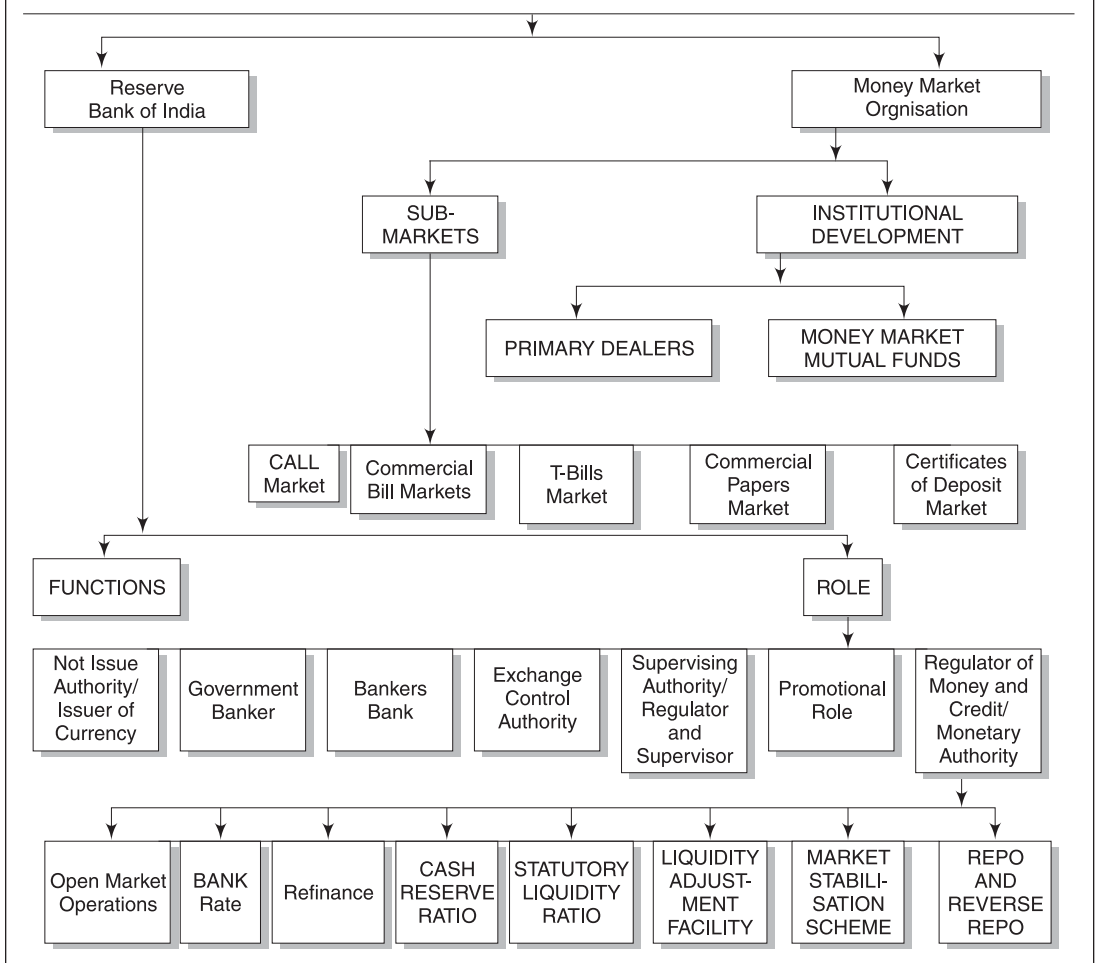 Reserve
Bank of India
Money Market
Orgnisation
SUB-
MARKETS
INSTITUTIONAL
DEVELOPMENT
PRIMARY DEALERS
MONEY MARKET
MUTUAL FUNDS
CALL
Market
Commercial
Bill Markets
T-Bills
Market
Commercial
Papers
Market
Certificates
of Deposit
Market
FUNCTIONS
ROLE
Not Issue
Authority/
Issuer of
Currency
Government
Banker
Bankers
Bank
Exchange
Control
Authority
Supervising
Authority/
Regulator
and
Supervisor
Promotional
Role
Regulator of
Money and
Credit/
Monetary
Authority
Open Market
Operations
BANK
Rate
Refinance
CASH
RESERVE
RATIO
STATUTORY
LIQUIDITY
RATIO
LIQUIDITY
ADJUST-
MENT
FACILITY
MARKET
STABILI-
SATION
SCHEME
REPO
AND
REVERSE
REPO